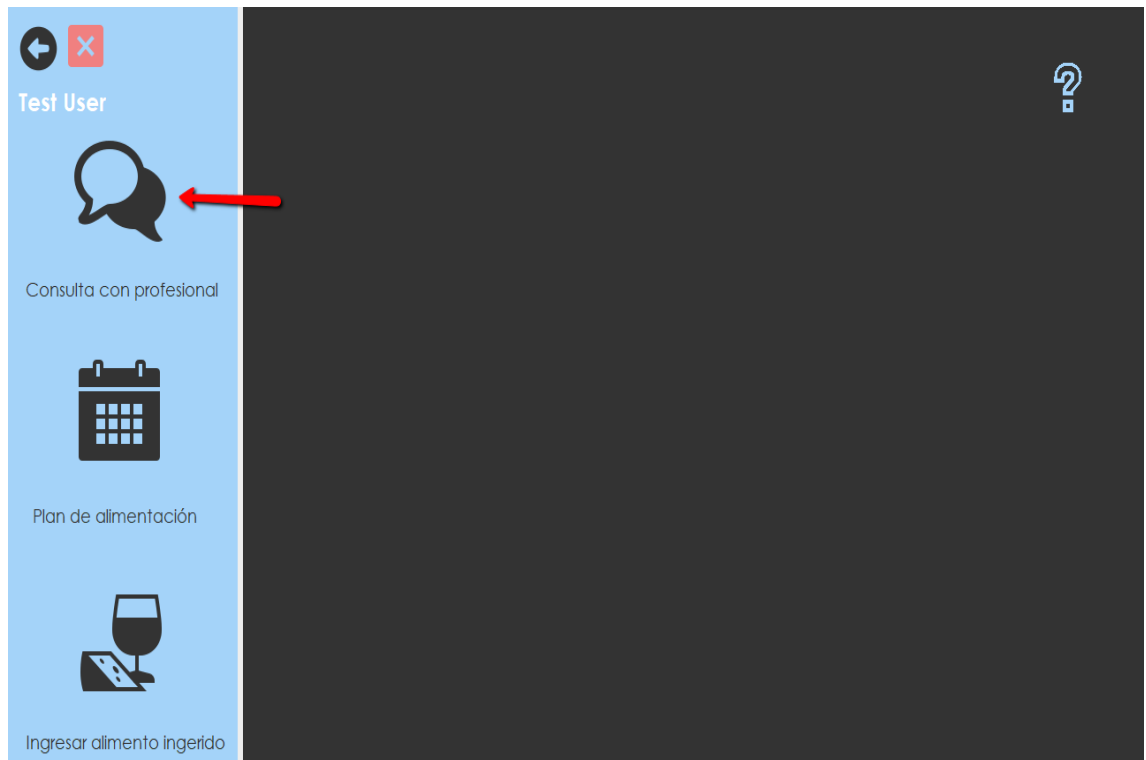 Test User
Consulta con profesional
Plan de alimentación
Ingresar alimento ingerido